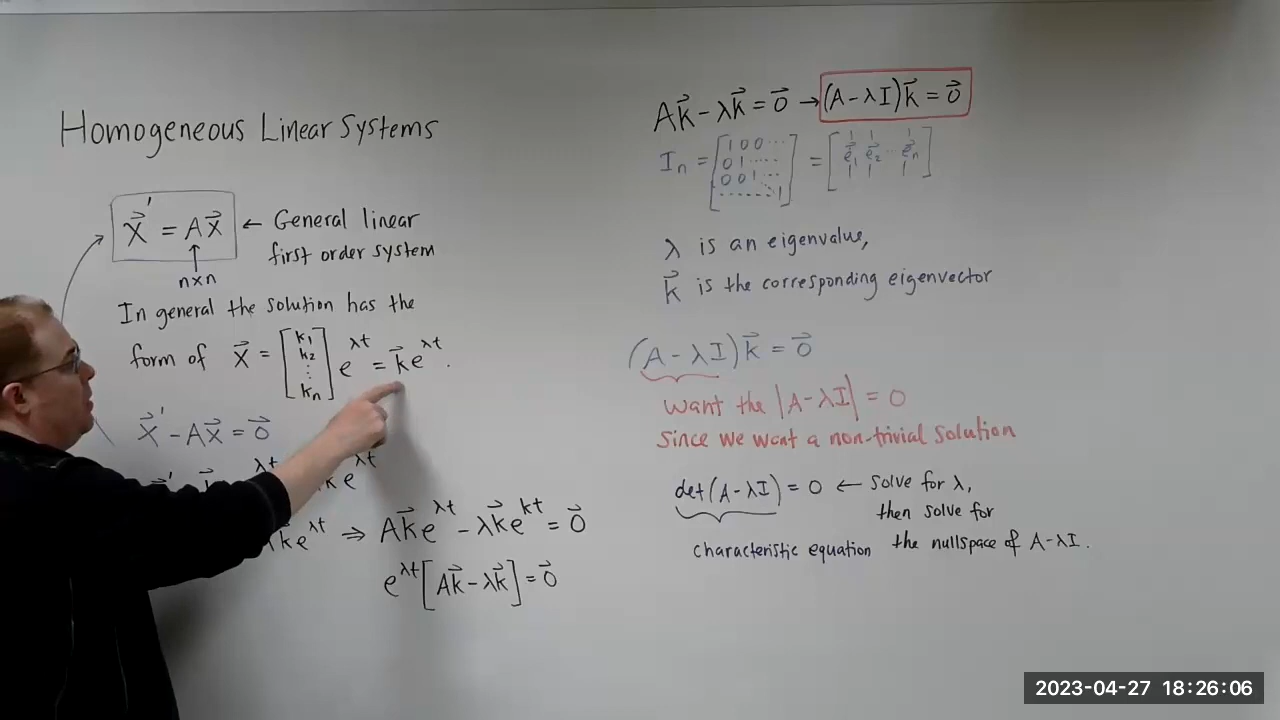 Homogeneous Linear Systems
x⃗' = Ax⃗ ← General linear
first order system
n×n
In general the solution has the
form of x⃗ = [k₁ k₂ ⋮ kₙ] e^λt = k⃗e^λt.
x⃗' - Ax⃗ = 0⃗
ke^λt
k⃗e^λt ⇒ Ak⃗e^λt - λk⃗e^kt = 0⃗
e^λt[Ak⃗ - λk⃗] = 0⃗
Ak⃗ - λk⃗ = 0⃗ → (A - λI)k⃗ = 0⃗
Iₙ = [1 0 0 ⋯ 0 1 ⋯ 0 0 1 ⋯ ⋯ 1] = [e⃗₁ e⃗₂ ⋯ e⃗ₙ]
λ is an eigenvalue,
k⃗ is the corresponding eigenvector
(A - λI)k⃗ = 0⃗
Want the |A - λI| = 0
Since we want a non-trivial solution
det(A - λI) = 0 ← Solve for λ,
then solve for
characteristic equation the nullspace of A - λI.
2023-04-27 18:26:06